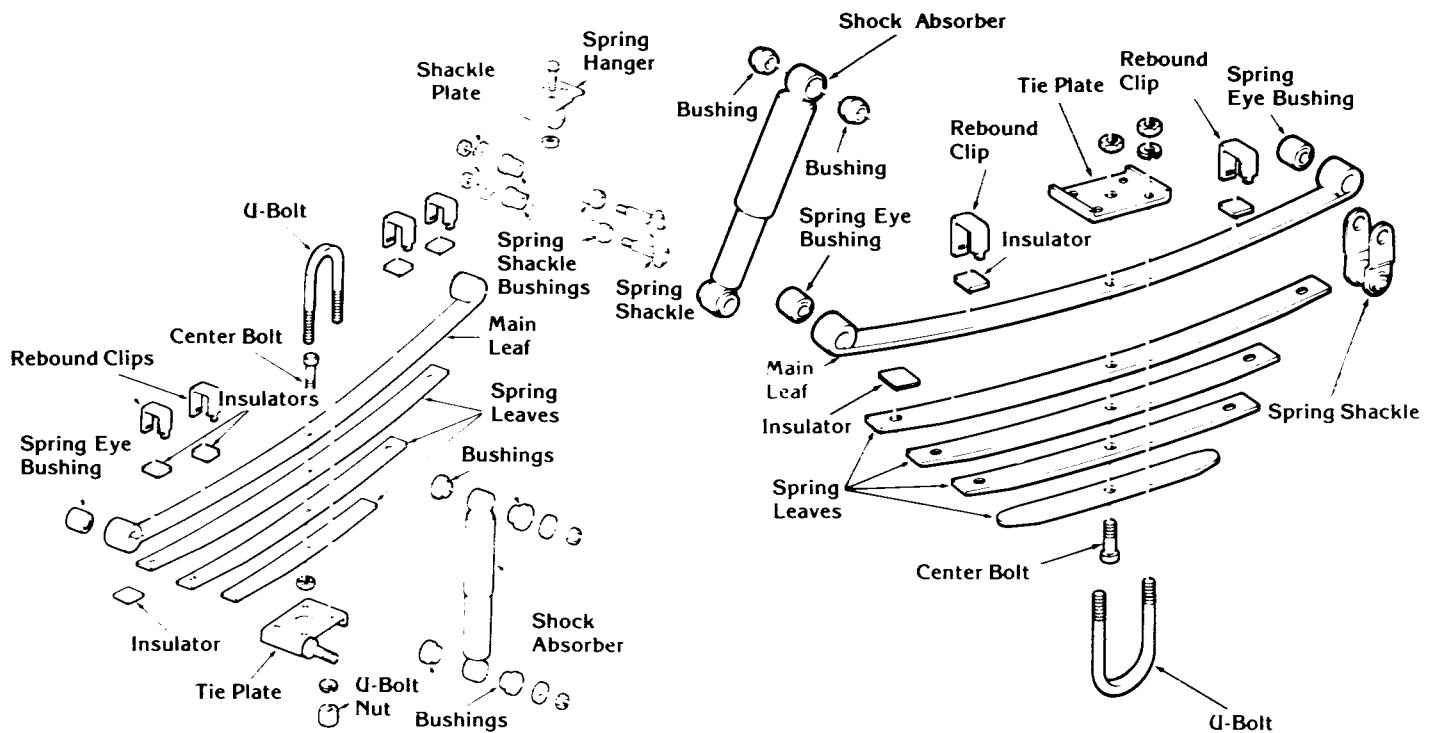 Shock Absorber
Spring
Hanger
Shackle
Plate
Bushing
Bushing
Tie Plate
Rebound
Clip
Spring
Eye Bushing
Rebound
Clip
U-Bolt
Spring
Shackle
Bushings
Spring
Shackle
Spring Eye
Bushing
Insulator
Center Bolt
Main
Leaf
Rebound Clips
Insulators
Spring
Leaves
Spring Eye
Bushing
Bushings
Main
Leaf
Insulator
Spring Shackle
Spring
Leaves
Center Bolt
Insulator
Shock
Absorber
Tie Plate
U-Bolt
Nut
Bushings
U-Bolt